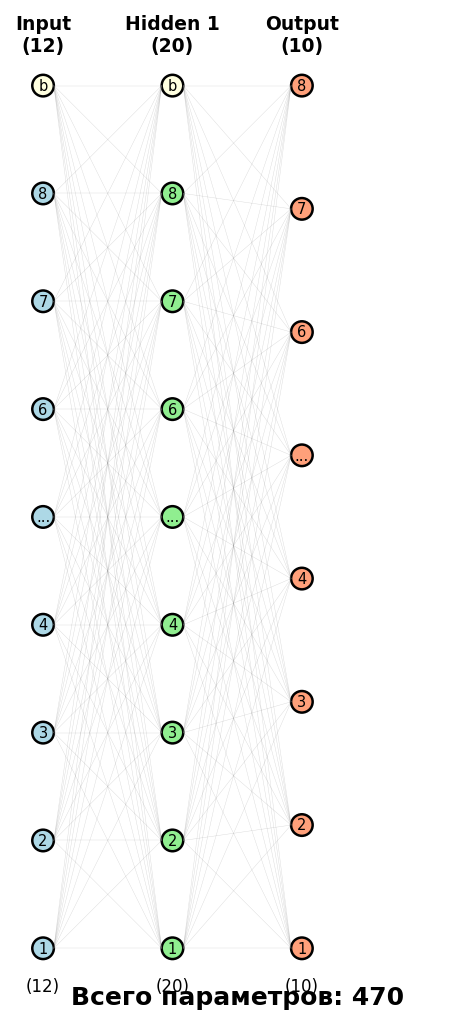 Input Hidden 1 Output
(12) (20) (10)
b b 8
8 8 7
7 7 6
6 6 ...
... ... 4
4 4 3
3 3 2
2 2 1
1 1
(12) (20) (10)
Всего параметров: 470